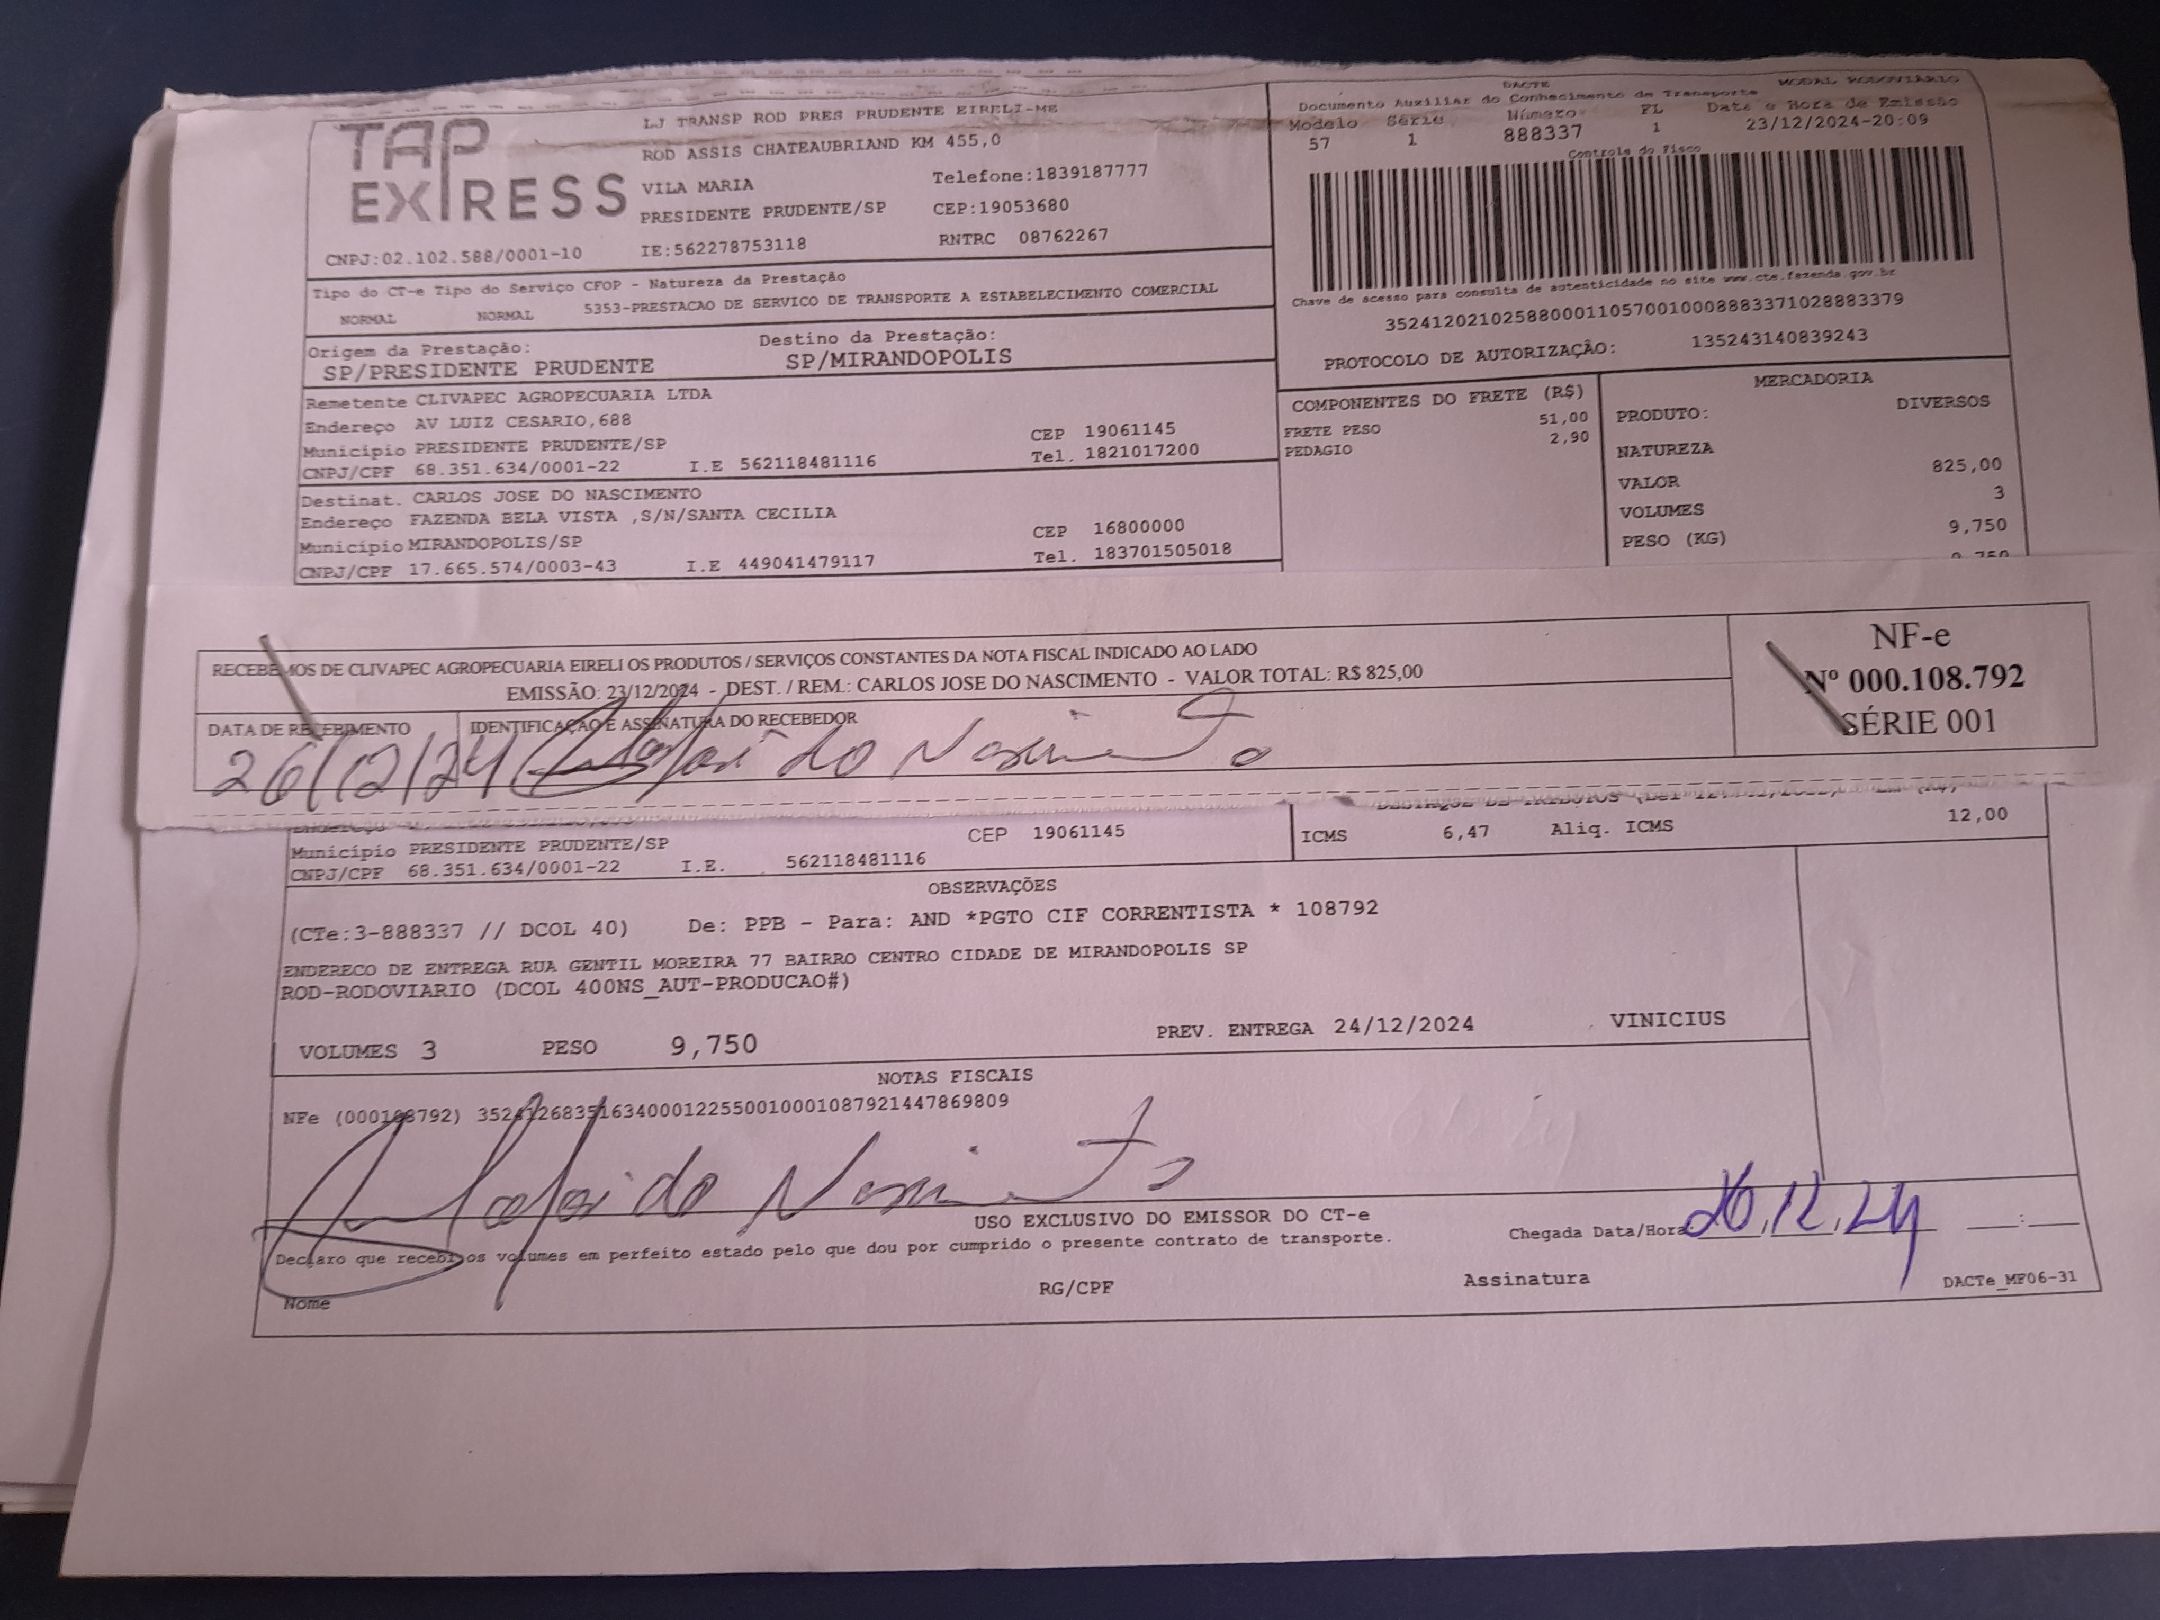 TAP EXPRESS
CNPJ:02.102.588/0001-10
LJ TRANSP ROD PRES PRUDENTE EIRELI-ME
ROD ASSIS CHATEAUBRIAND KM 455,0
VILA MARIA Telefone:1839187777
PRESIDENTE PRUDENTE/SP CEP:19053680
IE:562278753118 RNTRC 08762267
DACTE MODAL RODOVIARIO
Documento Auxiliar do Conhecimento de Transporte
Modelo Série Número FL Data e Hora de Emissão
57 1 888337 1 23/12/2024-20:09
Controle do Fisco
Chave de acesso para consulta de autenticidade no site www.cte.fazenda.gov.br
35241202102588000110570010008883371028883379
PROTOCOLO DE AUTORIZAÇÃO: 135243140839243
Tipo do CT-e Tipo do Serviço CFOP - Natureza da Prestação
NORMAL NORMAL 5353-PRESTACAO DE SERVICO DE TRANSPORTE A ESTABELECIMENTO COMERCIAL
Origem da Prestação: Destino da Prestação:
SP/PRESIDENTE PRUDENTE SP/MIRANDOPOLIS
Remetente CLIVAPEC AGROPECUARIA LTDA
Endereço AV LUIZ CESARIO,688
Município PRESIDENTE PRUDENTE/SP CEP 19061145
CNPJ/CPF 68.351.634/0001-22 I.E 562118481116 Tel. 1821017200
Destinat. CARLOS JOSE DO NASCIMENTO
Endereço FAZENDA BELA VISTA ,S/N/SANTA CECILIA
Município MIRANDOPOLIS/SP CEP 16800000
CNPJ/CPF 17.665.574/0003-43 I.E 449041479117 Tel. 183701505018
COMPONENTES DO FRETE (R$)
FRETE PESO 51,00
PEDAGIO 2,90
MERCADORIA
PRODUTO: DIVERSOS
NATUREZA
VALOR 825,00
VOLUMES 3
PESO (KG) 9,750
9,750
RECEBEMOS DE CLIVAPEC AGROPECUARIA EIRELI OS PRODUTOS / SERVIÇOS CONSTANTES DA NOTA FISCAL INDICADO AO LADO
EMISSÃO: 23/12/2024 - DEST. / REM.: CARLOS JOSE DO NASCIMENTO - VALOR TOTAL: R$ 825,00
DATA DE RECEBIMENTO IDENTIFICAÇÃO E ASSINATURA DO RECEBEDOR
26/12/24 do Nascimento
NF-e
Nº 000.108.792
SÉRIE 001
Endereço
Município PRESIDENTE PRUDENTE/SP CEP 19061145
CNPJ/CPF 68.351.634/0001-22 I.E. 562118481116
ICMS 6,47 Aliq. ICMS 12,00
OBSERVAÇÕES
(CTe:3-888337 // DCOL 40) De: PPB - Para: AND *PGTO CIF CORRENTISTA * 108792
ENDERECO DE ENTREGA RUA GENTIL MOREIRA 77 BAIRRO CENTRO CIDADE DE MIRANDOPOLIS SP
ROD-RODOVIARIO (DCOL 400NS_AUT-PRODUCAO#)
VOLUMES 3 PESO 9,750 PREV. ENTREGA 24/12/2024 VINICIUS
NOTAS FISCAIS
NFe (000108792) 35241268351634000122550010001087921447869809
do Nascimento
USO EXCLUSIVO DO EMISSOR DO CT-e
Declaro que recebi os volumes em perfeito estado pelo que dou por cumprido o presente contrato de transporte.
Chegada Data/Hora 26,12,24 __:__
Nome RG/CPF Assinatura DACTe_MF06-31